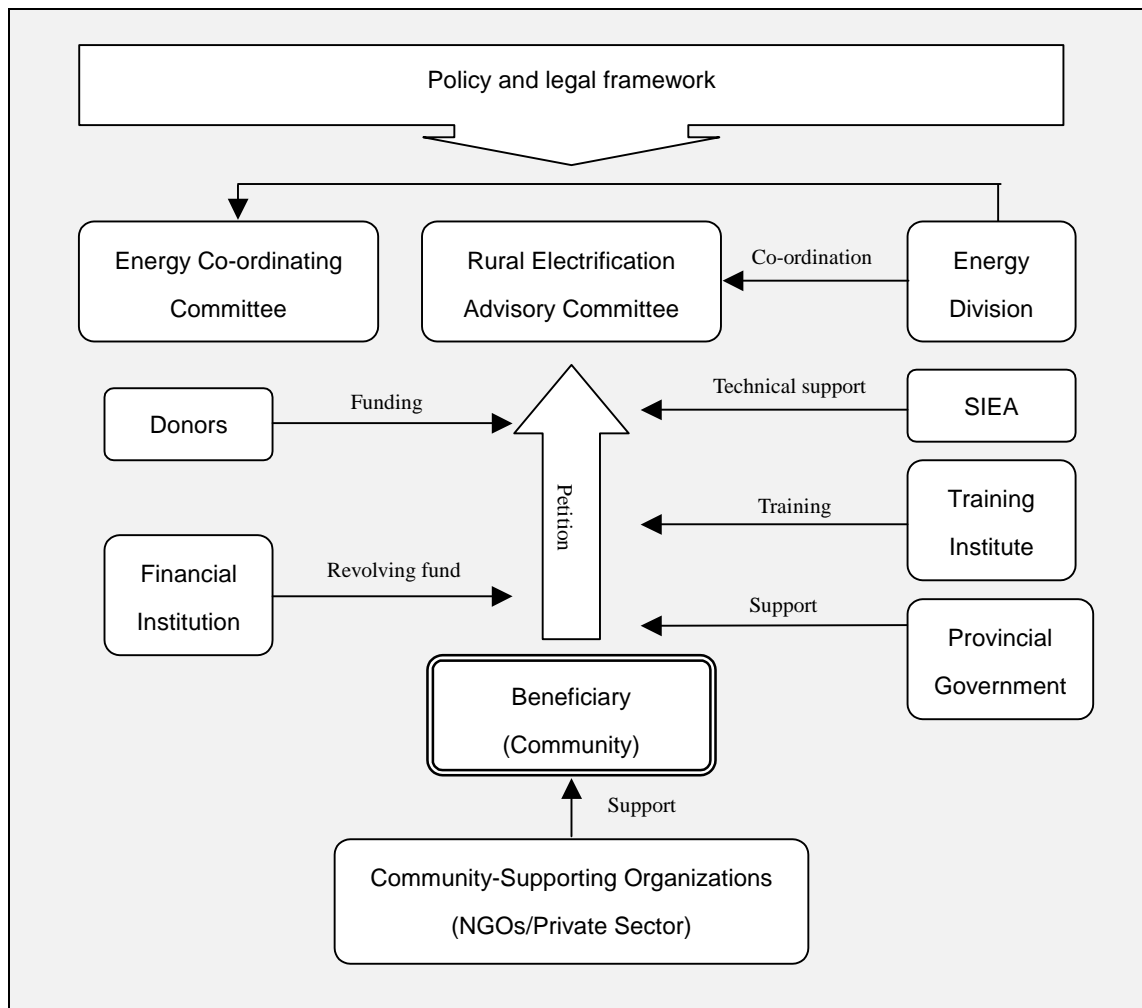 Policy and legal framework
Energy Co-ordinating
Committee
Rural Electrification
Advisory Committee
Co-ordination
Energy
Division
Donors
Funding
Technical support
SIEA
Petition
Training
Training
Institute
Financial
Institution
Revolving fund
Support
Provincial
Government
Beneficiary
(Community)
Support
Community-Supporting Organizations
(NGOs/Private Sector)